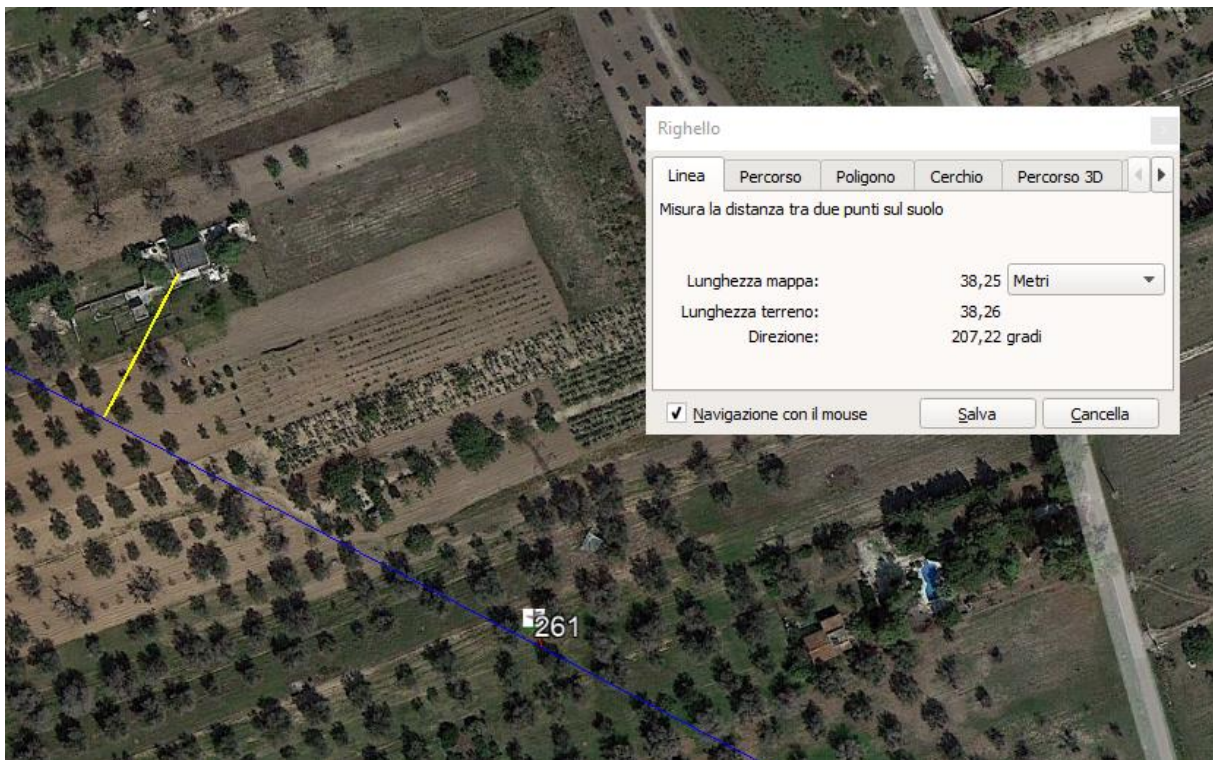 Righello
Linea Percorso Poligono Cerchio Percorso 3D
Misura la distanza tra due punti sul suolo
Lunghezza mappa: 38,25 Metri
Lunghezza terreno: 38,26
Direzione: 207,22 gradi
Navigazione con il mouse Salva Cancella
261